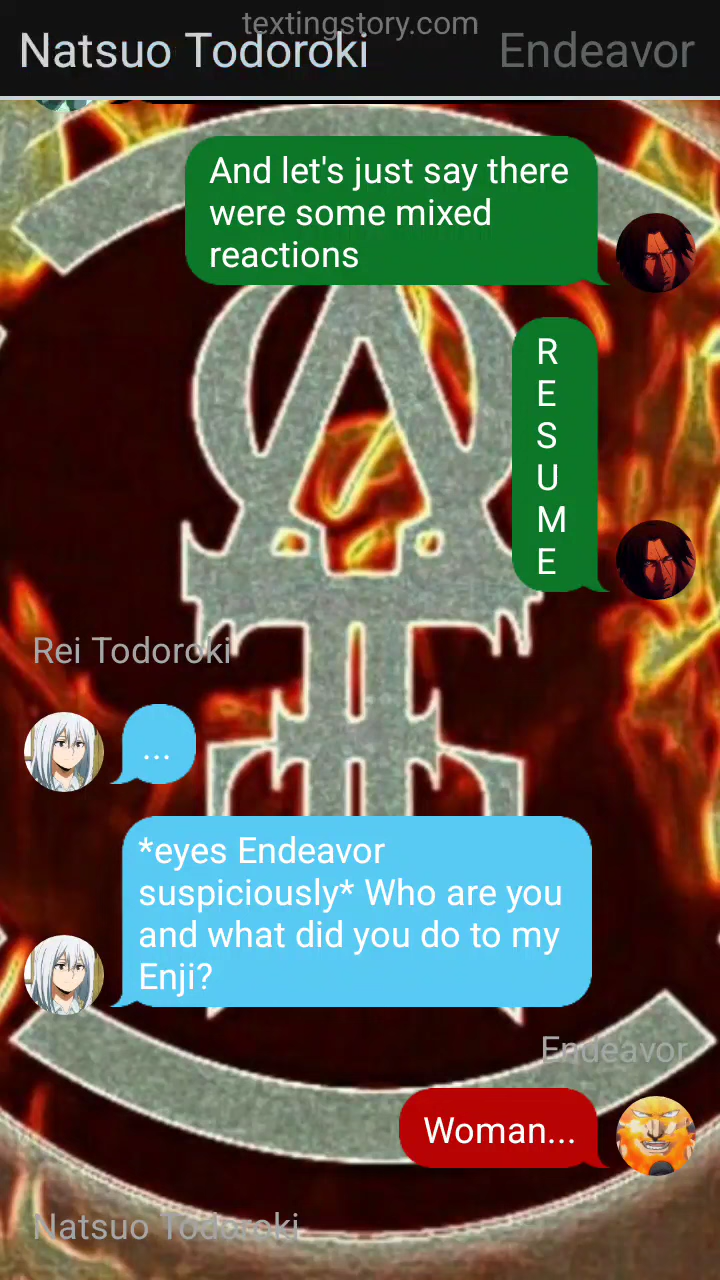 textingstory.com
Natsuo Todoroki Endeavor
And let's just say there
were some mixed
reactions
R
E
S
U
M
E
Rei Todoroki
...
*eyes Endeavor
suspiciously* Who are you
and what did you do to my
Enji?
Endeavor
Woman...
Natsuo Todoroki